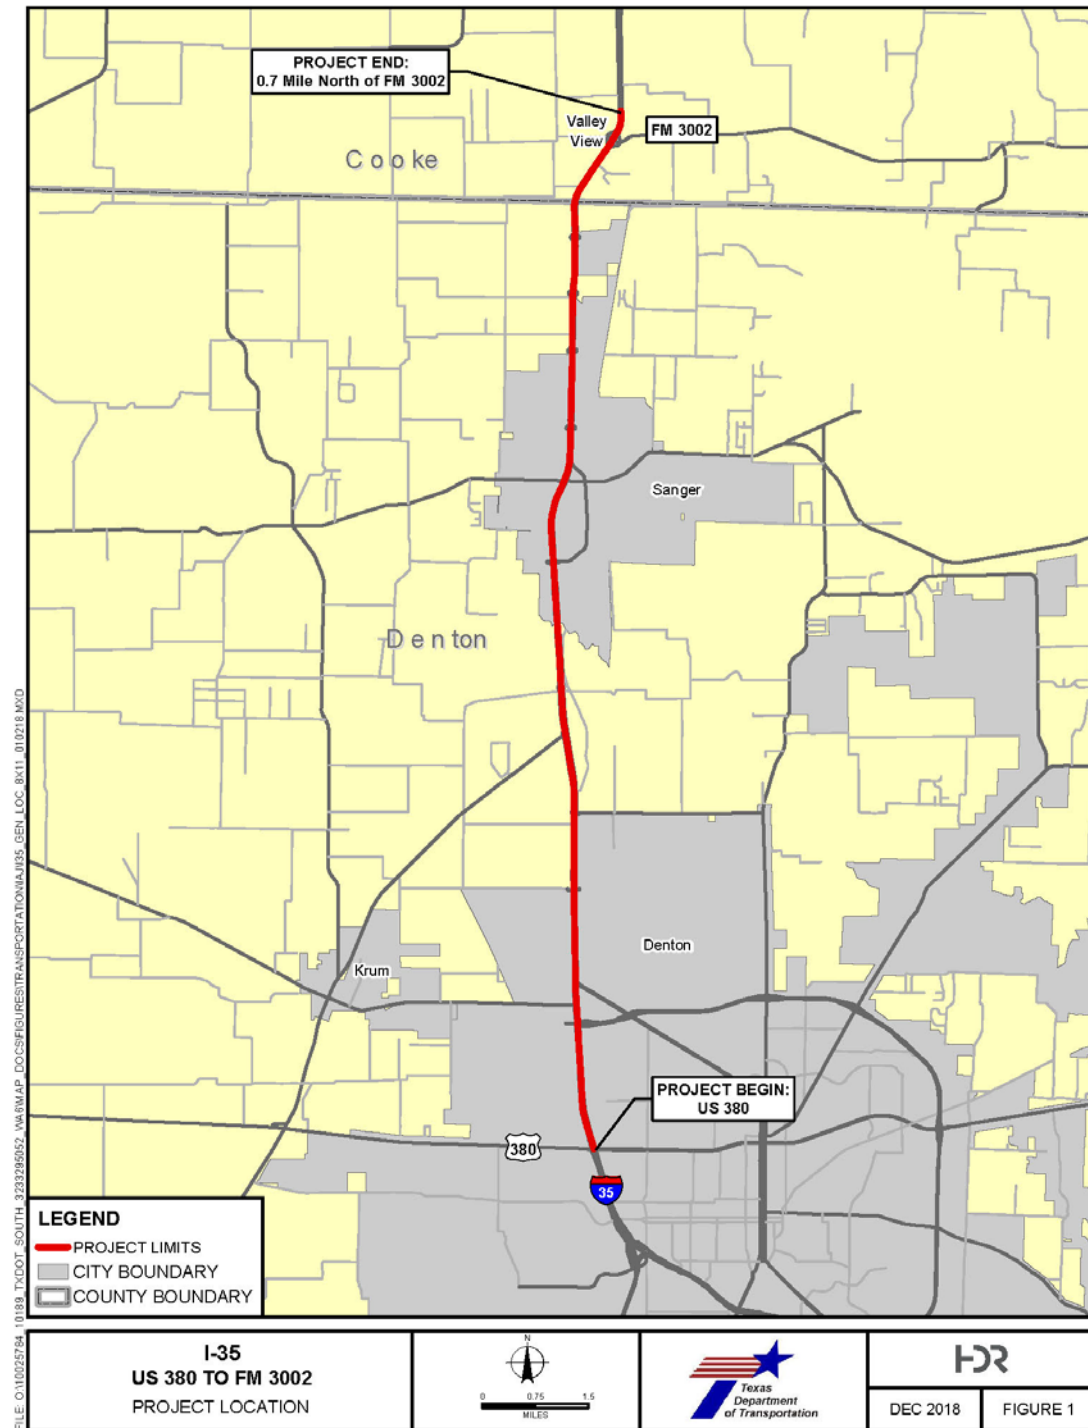 PROJECT END:
0.7 Mile North of FM 3002
Valley
View
FM 3002
Cooke
Sanger
Denton
Denton
Krum
PROJECT BEGIN:
US 380
380
35
LEGEND
PROJECT LIMITS
CITY BOUNDARY
COUNTY BOUNDARY
I-35
US 380 TO FM 3002
PROJECT LOCATION
N
0 0.75 1.5
MILES
Texas
Department
of Transportation
HDR
DEC 2018
FIGURE 1